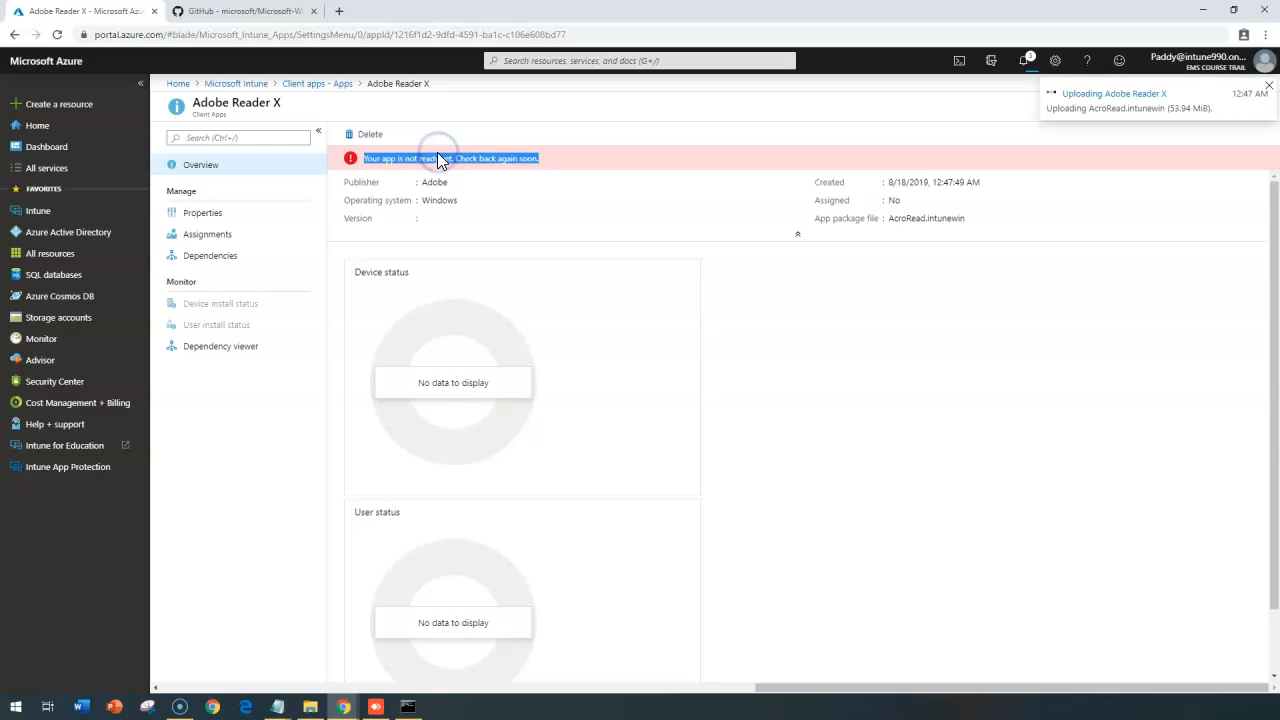 Adobe Reader X - Microsoft Az
GitHub - microsoft/Microsoft-W
portal.azure.com/#blade/Microsoft_Intune_Apps/SettingsMenu/0/appId/1216f1d2-9dfd-4591-ba1c-c106e608bd77
Microsoft Azure
Search resources, services, and docs (G+/)
3
Paddy@intune990.on...
EMS COURSE TRAIL
Home > Microsoft Intune > Client apps - Apps > Adobe Reader X
Adobe Reader X
Client Apps
Uploading Adobe Reader X
12:47 AM
Uploading AcroRead.intunewin (53.94 MiB).
Create a resource
Home
Dashboard
All services
FAVORITES
Intune
Azure Active Directory
All resources
SQL databases
Azure Cosmos DB
Storage accounts
Monitor
Advisor
Security Center
Cost Management + Billing
Help + support
Intune for Education
Intune App Protection
Search (Ctrl+/)
Overview
Manage
Properties
Assignments
Dependencies
Monitor
Device install status
User install status
Dependency viewer
Delete
Your app is not ready Check back again soon.
Publisher : Adobe
Operating system : Windows
Version :
Created : 8/18/2019, 12:47:49 AM
Assigned : No
App package file : AcroRead.intunewin
Device status
No data to display
User status
No data to display